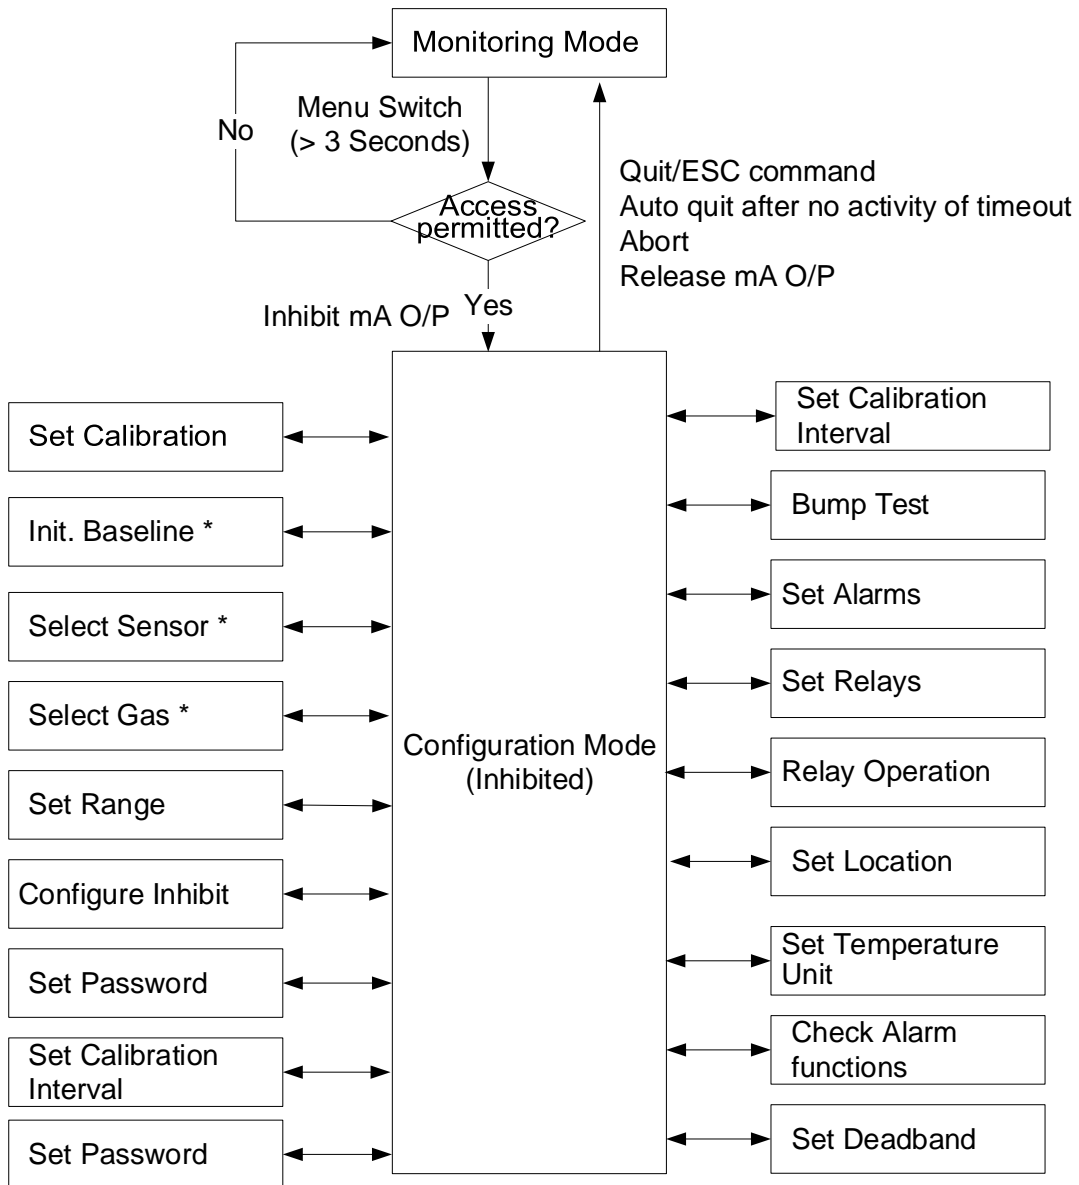 Monitoring Mode
Menu Switch
(> 3 Seconds)
No
Access
permitted?
Quit/ESC command
Auto quit after no activity of timeout
Abort
Release mA O/P
Inhibit mA O/P
Yes
Configuration Mode
(Inhibited)
Set Calibration
Init. Baseline *
Select Sensor *
Select Gas *
Set Range
Configure Inhibit
Set Password
Set Calibration
Interval
Set Password
Set Calibration
Interval
Bump Test
Set Alarms
Set Relays
Relay Operation
Set Location
Set Temperature
Unit
Check Alarm
functions
Set Deadband